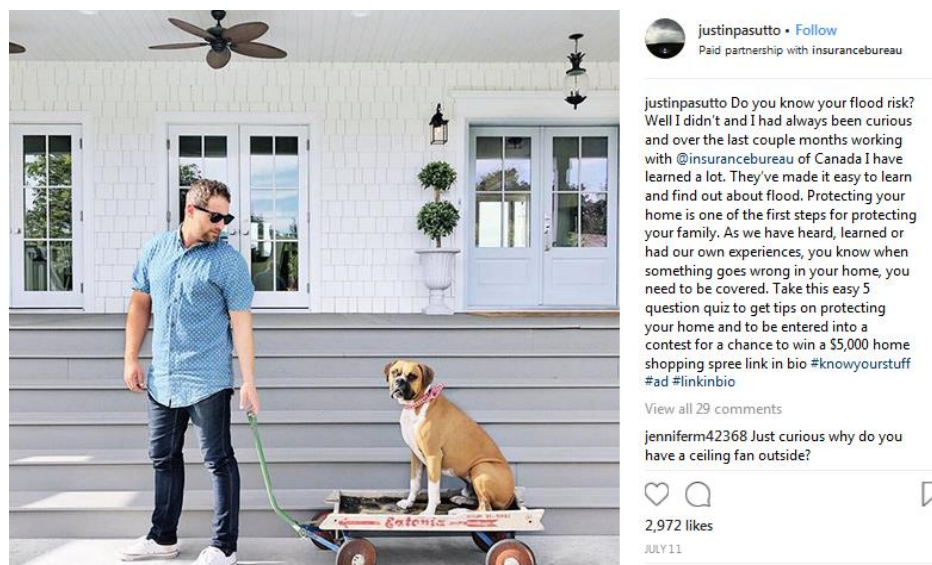 justinpasutto • Follow
Paid partnership with insurancebureau
justinpasutto Do you know your flood risk?
Well I didn't and I had always been curious
and over the last couple months working
with @insurancebureau of Canada I have
learned a lot. They've made it easy to learn
and find out about flood. Protecting your
home is one of the first steps for protecting
your family. As we have heard, learned or
had our own experiences, you know when
something goes wrong in your home, you
need to be covered. Take this easy 5
question quiz to get tips on protecting
your home and to be entered into a
contest for a chance to win a $5,000 home
shopping spree link in bio #knowyourstuff
#ad #linkinbio
View all 29 comments
jenniferm42368 Just curious why do you
have a ceiling fan outside?
Eatonia
2,972 likes
JULY 11